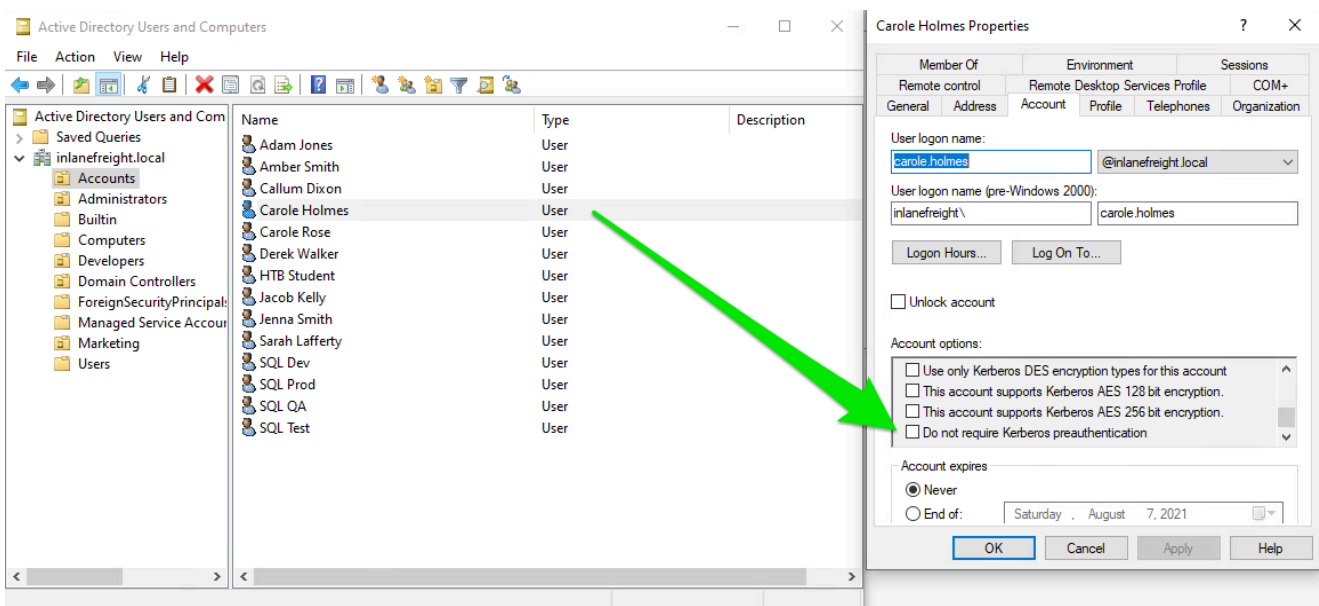 Active Directory Users and Computers
File Action View Help
Active Directory Users and Com
Saved Queries
inlanefreight.local
Accounts
Administrators
Builtin
Computers
Developers
Domain Controllers
ForeignSecurityPrincipals
Managed Service Accour
Marketing
Users
Name Type Description
Adam Jones User
Amber Smith User
Callum Dixon User
Carole Holmes User
Carole Rose User
Derek Walker User
HTB Student User
Jacob Kelly User
Jenna Smith User
Sarah Lafferty User
SQL Dev User
SQL Prod User
SQL QA User
SQL Test User
Carole Holmes Properties ?
Member Of Environment Sessions
Remote control Remote Desktop Services Profile COM+
General Address Account Profile Telephones Organization
User logon name:
carole.holmes @inlanefreight.local
User logon name (pre-Windows 2000):
inlanefreight\ carole.holmes
Logon Hours... Log On To...
Unlock account
Account options:
Use only Kerberos DES encryption types for this account
This account supports Kerberos AES 128 bit encryption.
This account supports Kerberos AES 256 bit encryption.
Do not require Kerberos preauthentication
Account expires
Never
End of: Saturday , August 7, 2021
OK Cancel Apply Help